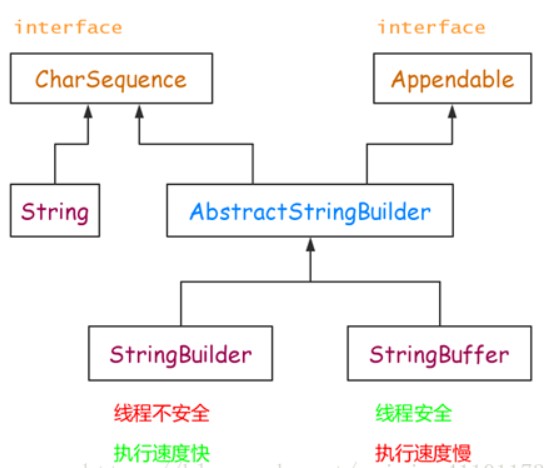 interface
interface
CharSequence
Appendable
String
AbstractStringBuilder
StringBuilder
StringBuffer
线程不安全
线程安全
执行速度快
执行速度慢